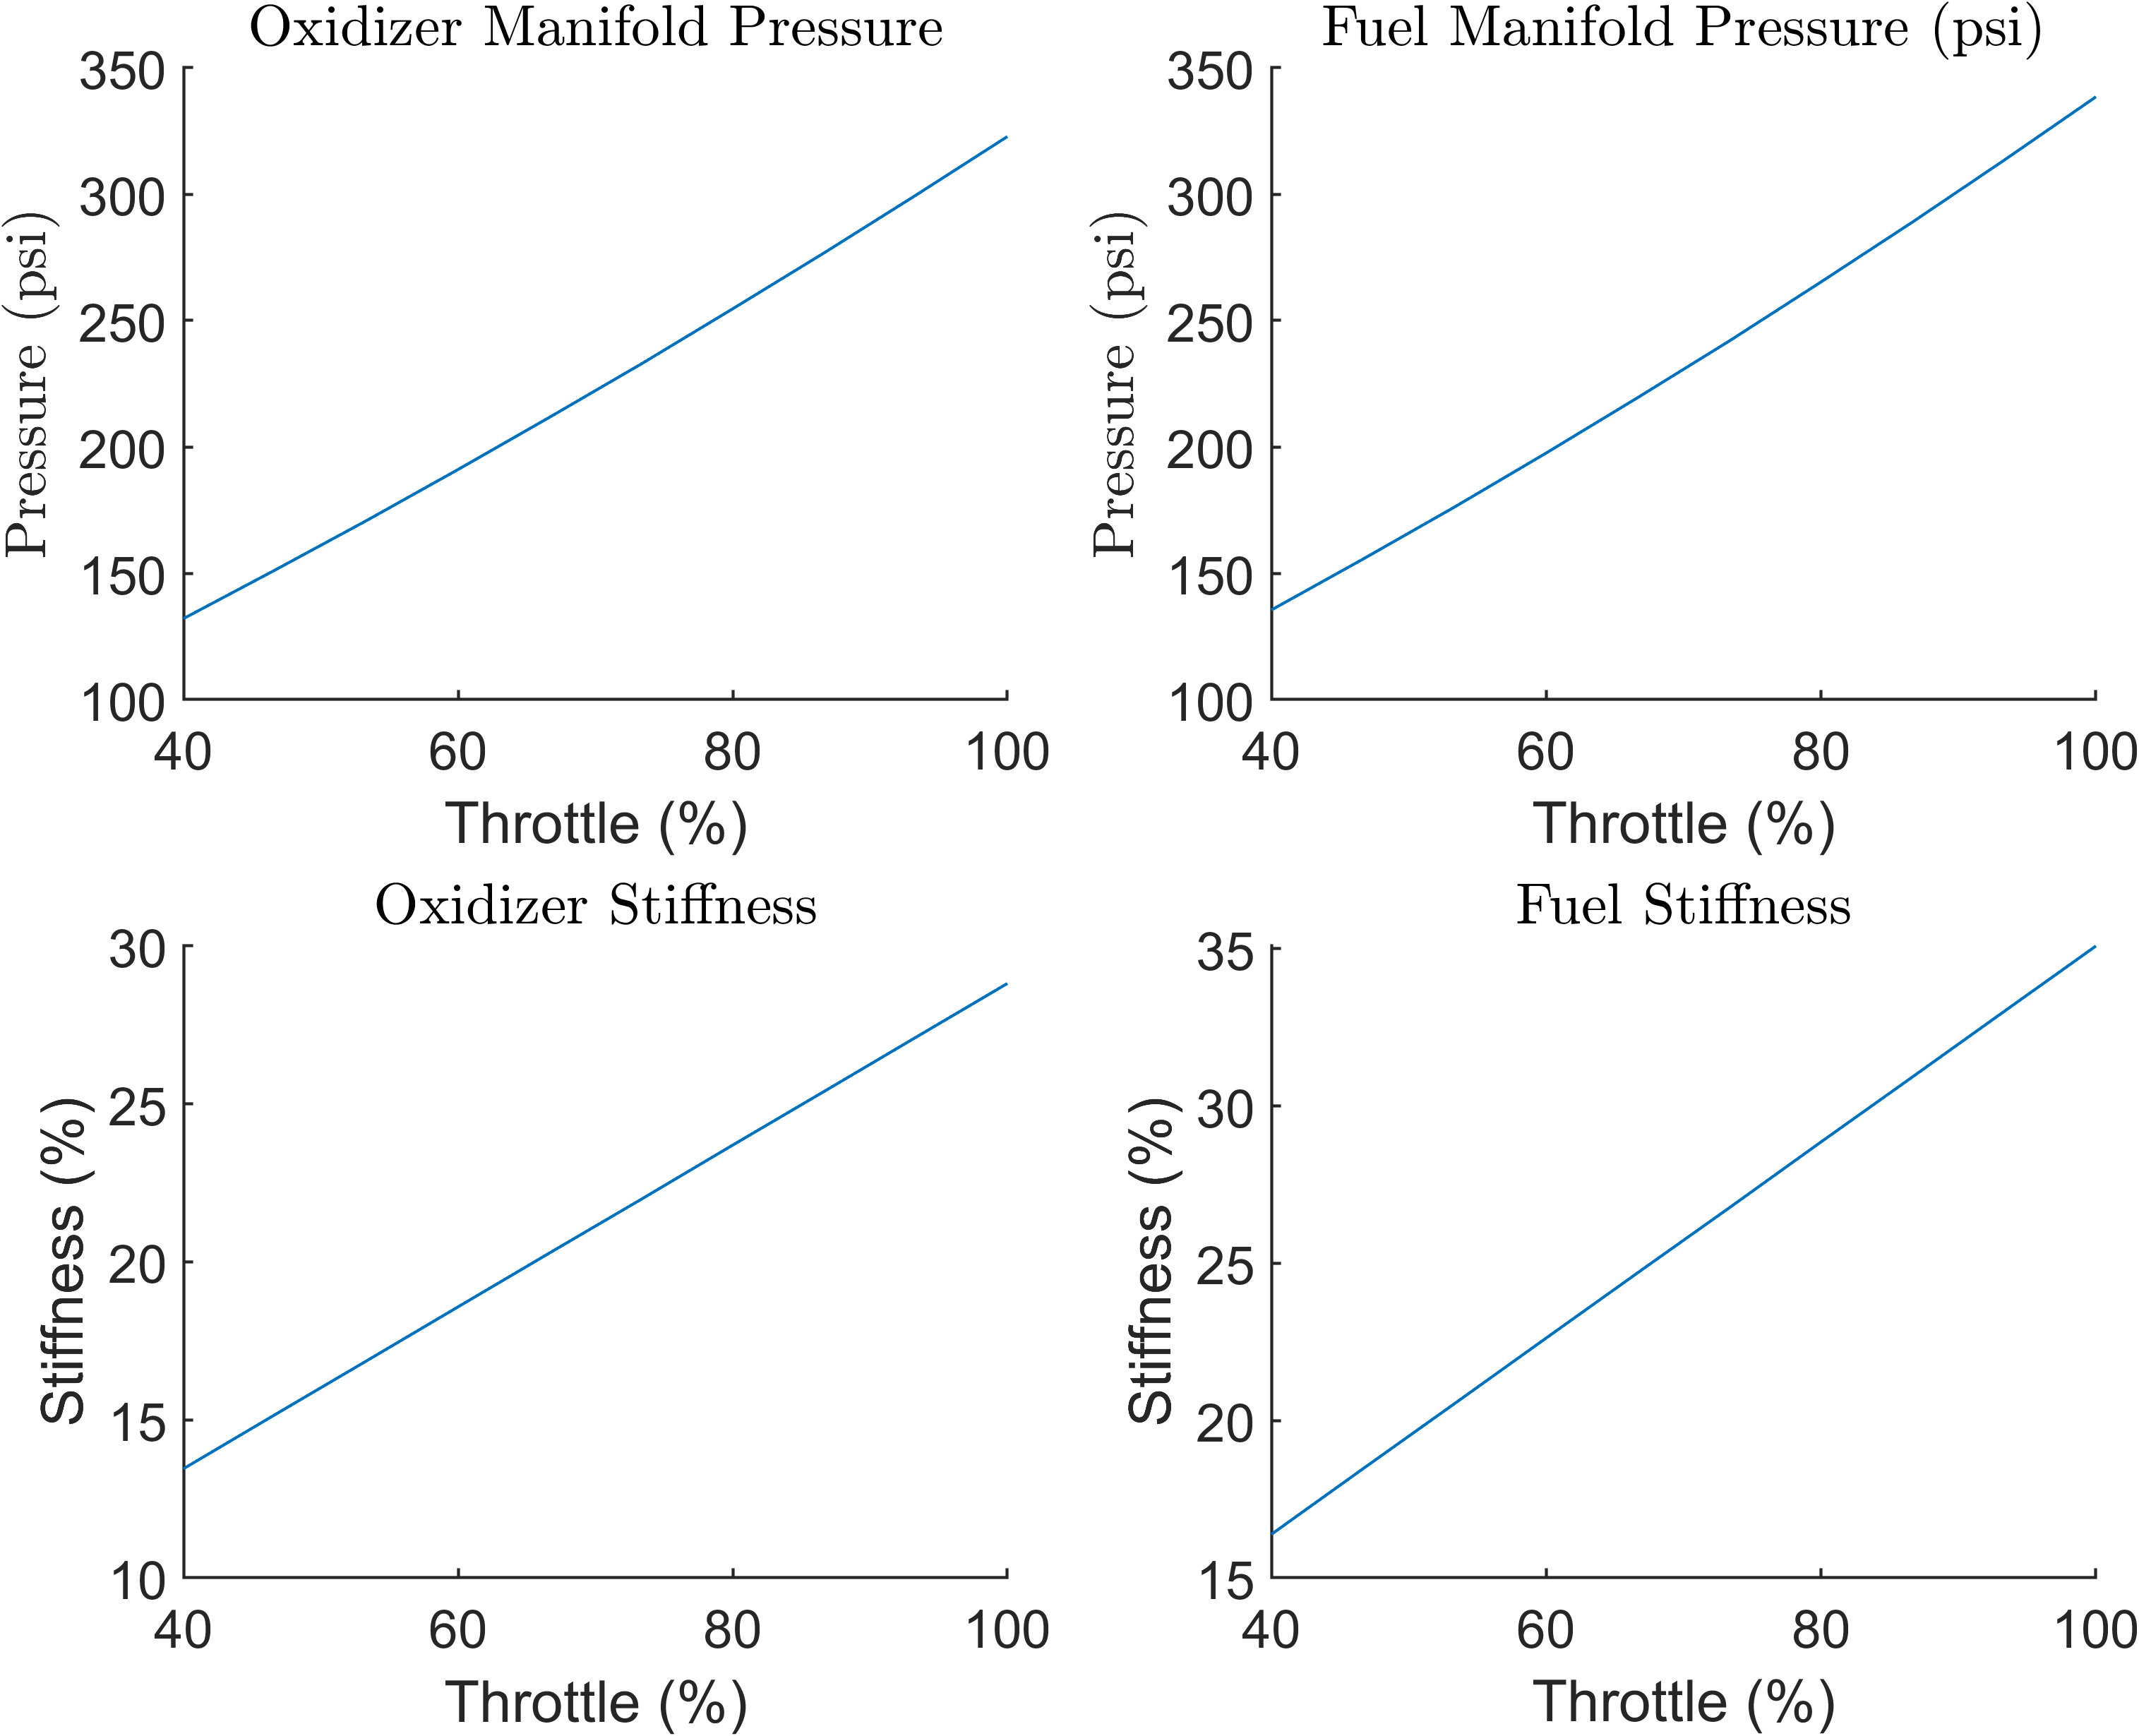 Oxidizer Manifold Pressure
Pressure (psi)
350
300
250
200
150
100
40 60 80 100
Throttle (%)
Fuel Manifold Pressure (psi)
Pressure (psi)
350
300
250
200
150
100
40 60 80 100
Throttle (%)
Oxidizer Stiffness
Stiffness (%)
30
25
20
15
10
40 60 80 100
Throttle (%)
Fuel Stiffness
Stiffness (%)
35
30
25
20
15
40 60 80 100
Throttle (%)